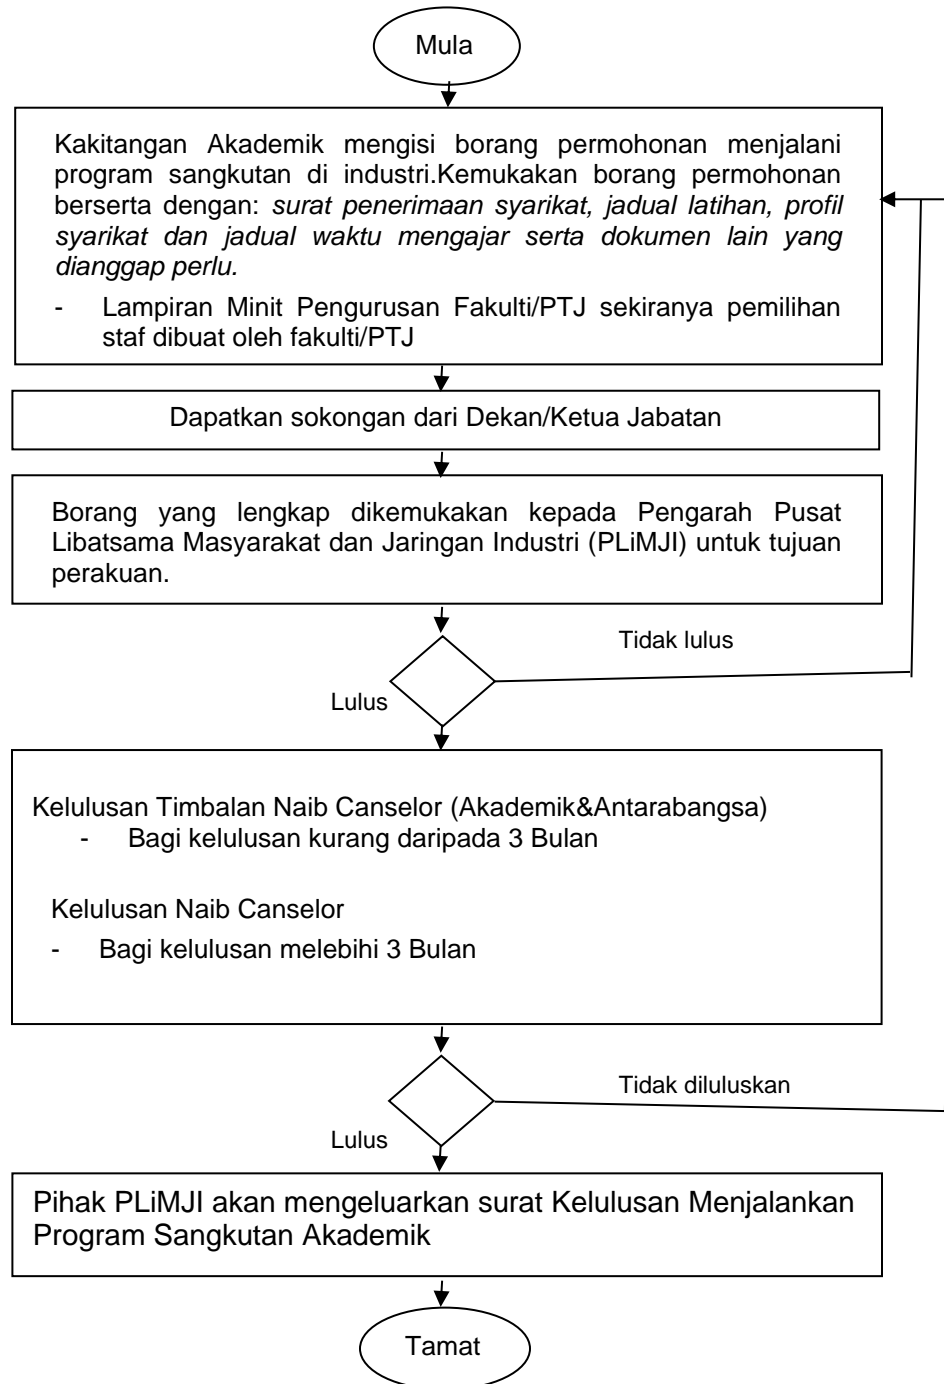 Mula
Kakitangan Akademik mengisi borang permohonan menjalani
program sangkutan di industri.Kemukakan borang permohonan
berserta dengan: surat penerimaan syarikat, jadual latihan, profil
syarikat dan jadual waktu mengajar serta dokumen lain yang
dianggap perlu.
- Lampiran Minit Pengurusan Fakulti/PTJ sekiranya pemilihan
staf dibuat oleh fakulti/PTJ
Dapatkan sokongan dari Dekan/Ketua Jabatan
Borang yang lengkap dikemukakan kepada Pengarah Pusat
Libatsama Masyarakat dan Jaringan Industri (PLiMJI) untuk tujuan
perakuan.
Tidak lulus
Lulus
Kelulusan Timbalan Naib Canselor (Akademik&Antarabangsa)
- Bagi kelulusan kurang daripada 3 Bulan
Kelulusan Naib Canselor
- Bagi kelulusan melebihi 3 Bulan
Tidak diluluskan
Lulus
Pihak PLiMJI akan mengeluarkan surat Kelulusan Menjalankan
Program Sangkutan Akademik
Tamat